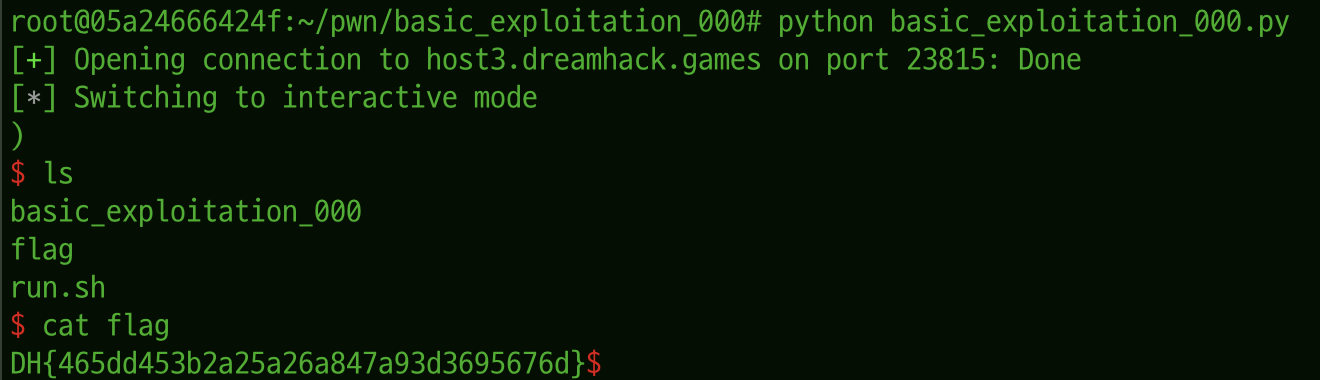 root@05a24666424f:~/pwn/basic_exploitation_000# python basic_exploitation_000.py
[+] Opening connection to host3.dreamhack.games on port 23815: Done
[*] Switching to interactive mode
)
$ ls
basic_exploitation_000
flag
run.sh
$ cat flag
DH{465dd453b2a25a26a847a93d3695676d}$